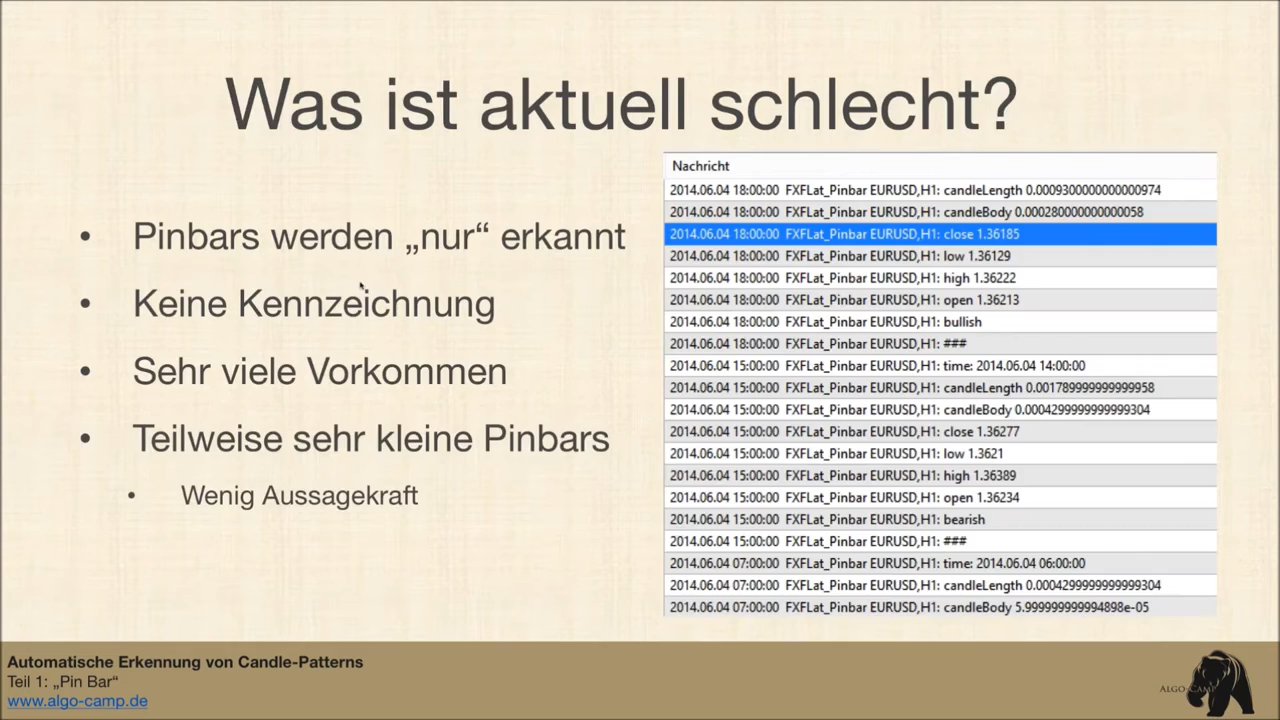 Was ist aktuell schlecht?
• Pinbars werden „nur“ erkannt
• Keine Kennzeichnung
• Sehr viele Vorkommen
• Teilweise sehr kleine Pinbars
• Wenig Aussagekraft
Nachricht
2014.06.04 18:00:00 FXFLat_Pinbar EURUSD,H1: candleLength 0.0009300000000000974
2014.06.04 18:00:00 FXFLat_Pinbar EURUSD,H1: candleBody 0.000280000000000058
2014.06.04 18:00:00 FXFLat_Pinbar EURUSD,H1: close 1.36185
2014.06.04 18:00:00 FXFLat_Pinbar EURUSD,H1: low 1.36129
2014.06.04 18:00:00 FXFLat_Pinbar EURUSD,H1: high 1.36222
2014.06.04 18:00:00 FXFLat_Pinbar EURUSD,H1: open 1.36213
2014.06.04 18:00:00 FXFLat_Pinbar EURUSD,H1: bullish
2014.06.04 18:00:00 FXFLat_Pinbar EURUSD,H1: ###
2014.06.04 15:00:00 FXFLat_Pinbar EURUSD,H1: time: 2014.06.04 14:00:00
2014.06.04 15:00:00 FXFLat_Pinbar EURUSD,H1: candleLength 0.001789999999999958
2014.06.04 15:00:00 FXFLat_Pinbar EURUSD,H1: candleBody 0.0004299999999999304
2014.06.04 15:00:00 FXFLat_Pinbar EURUSD,H1: close 1.36277
2014.06.04 15:00:00 FXFLat_Pinbar EURUSD,H1: low 1.3621
2014.06.04 15:00:00 FXFLat_Pinbar EURUSD,H1: high 1.36389
2014.06.04 15:00:00 FXFLat_Pinbar EURUSD,H1: open 1.36234
2014.06.04 15:00:00 FXFLat_Pinbar EURUSD,H1: bearish
2014.06.04 15:00:00 FXFLat_Pinbar EURUSD,H1: ###
2014.06.04 07:00:00 FXFLat_Pinbar EURUSD,H1: time: 2014.06.04 06:00:00
2014.06.04 07:00:00 FXFLat_Pinbar EURUSD,H1: candleLength 0.0004299999999999304
2014.06.04 07:00:00 FXFLat_Pinbar EURUSD,H1: candleBody 5.999999999994898e-05
Automatische Erkennung von Candle-Patterns
Teil 1: „Pin Bar“
www.algo-camp.de
ALGO-CAMP